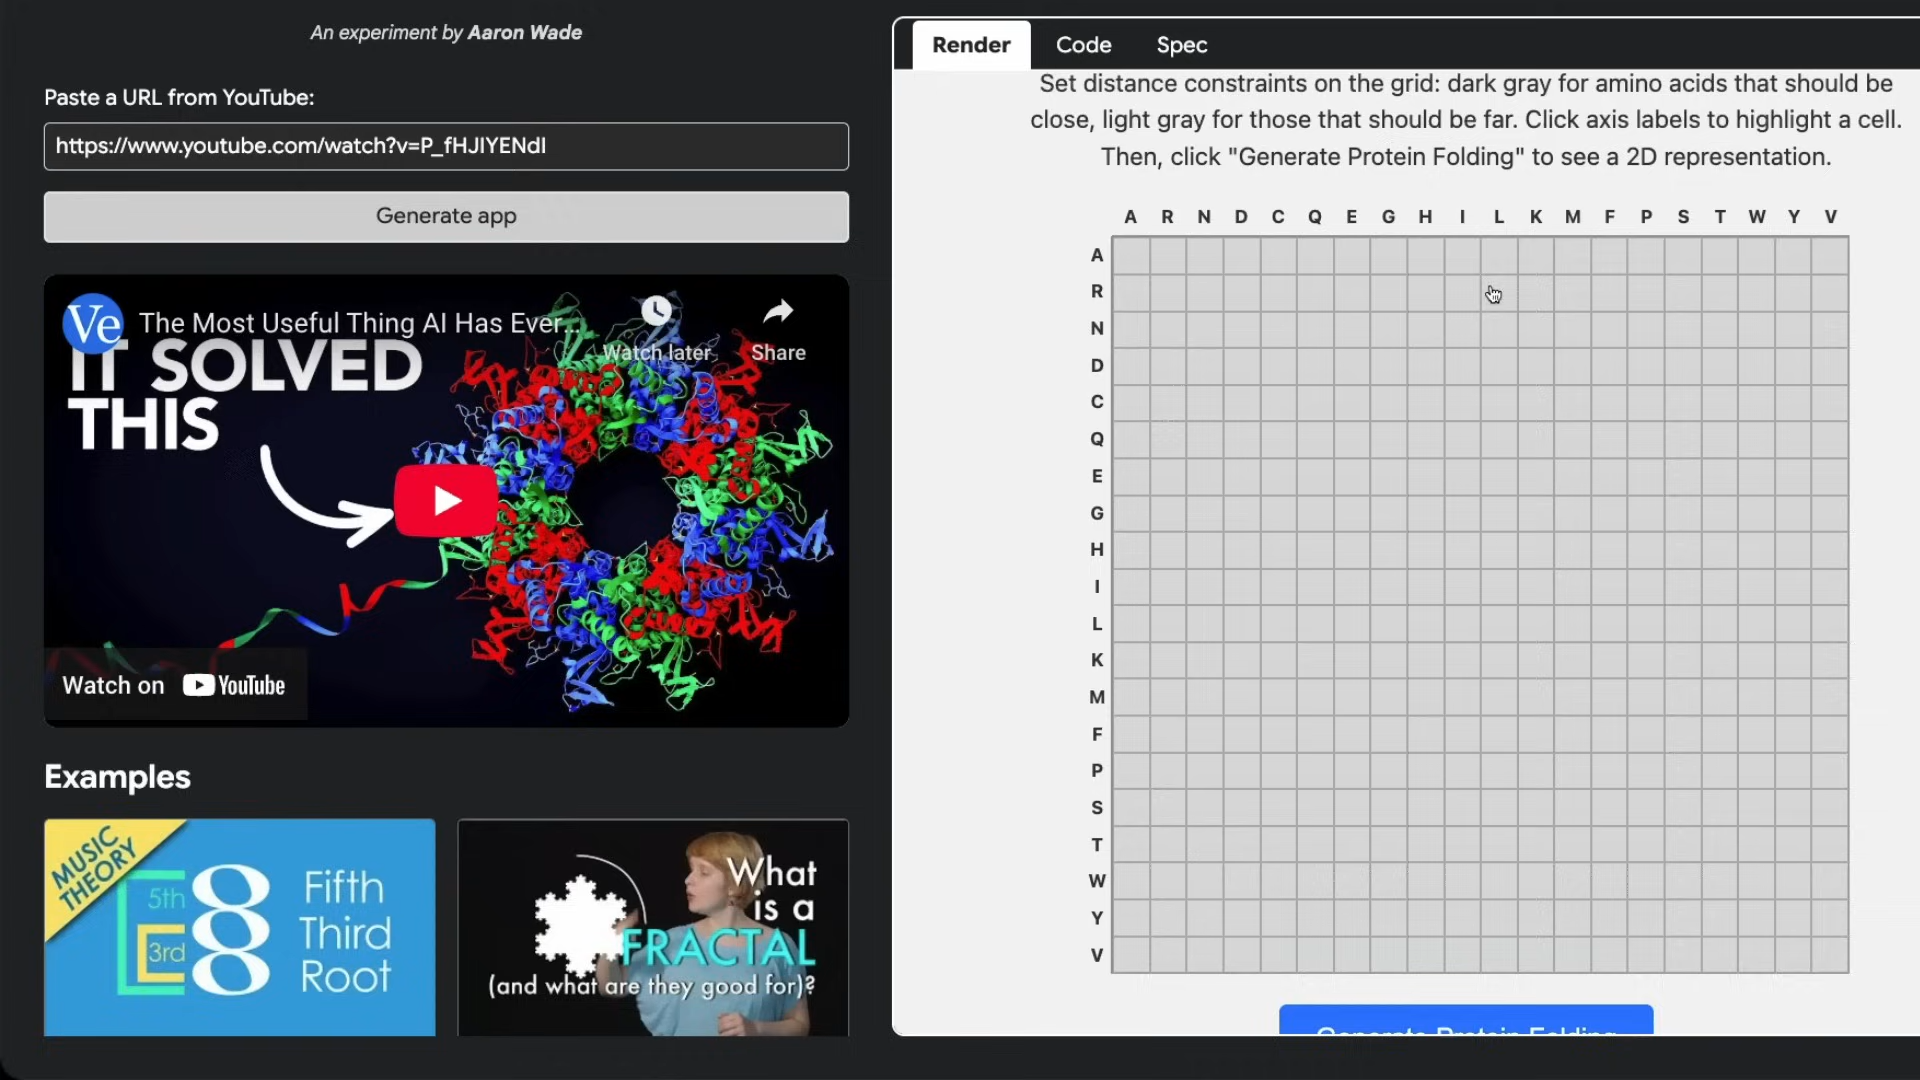 An experiment by Aaron Wade
Paste a URL from YouTube:
https://www.youtube.com/watch?v=P_fHJIYENdI
Generate app
Ve
The Most Useful Thing AI Has Ever...
Watch later
Share
IT SOLVED
THIS
Watch on YouTube
Examples
MUSIC
THEORY
5th
3rd
Fifth
Third
Root
What
is a
FRACTAL
(and what are they good for)?
Render Code Spec
Set distance constraints on the grid: dark gray for amino acids that should be
close, light gray for those that should be far. Click axis labels to highlight a cell.
Then, click "Generate Protein Folding" to see a 2D representation.
A R N D C Q E G H I L K M F P S T W Y V
A
R
N
D
C
Q
E
G
H
I
L
K
M
F
P
S
T
W
Y
V
Generate Protein Folding